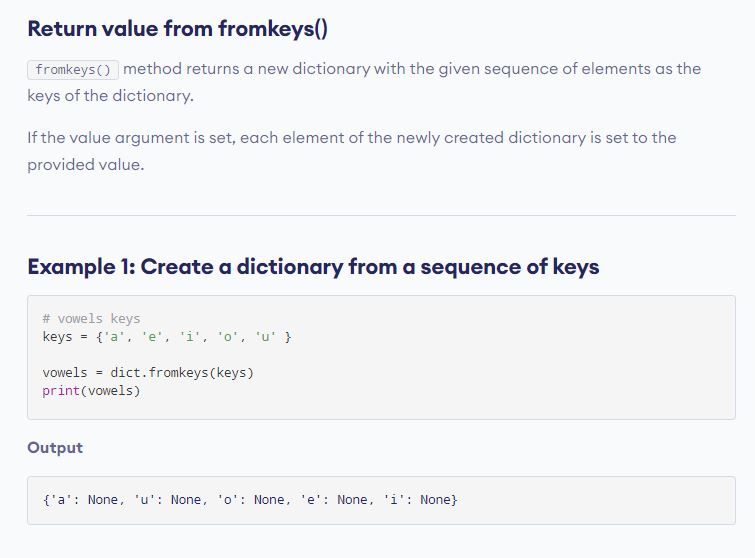 Return value from fromkeys()
fromkeys() method returns a new dictionary with the given sequence of elements as the
keys of the dictionary.
If the value argument is set, each element of the newly created dictionary is set to the
provided value.
Example 1: Create a dictionary from a sequence of keys
# vowels keys
keys = {'a', 'e', 'i', 'o', 'u' }
vowels = dict.fromkeys(keys)
print(vowels)
Output
{'a': None, 'u': None, 'o': None, 'e': None, 'i': None}